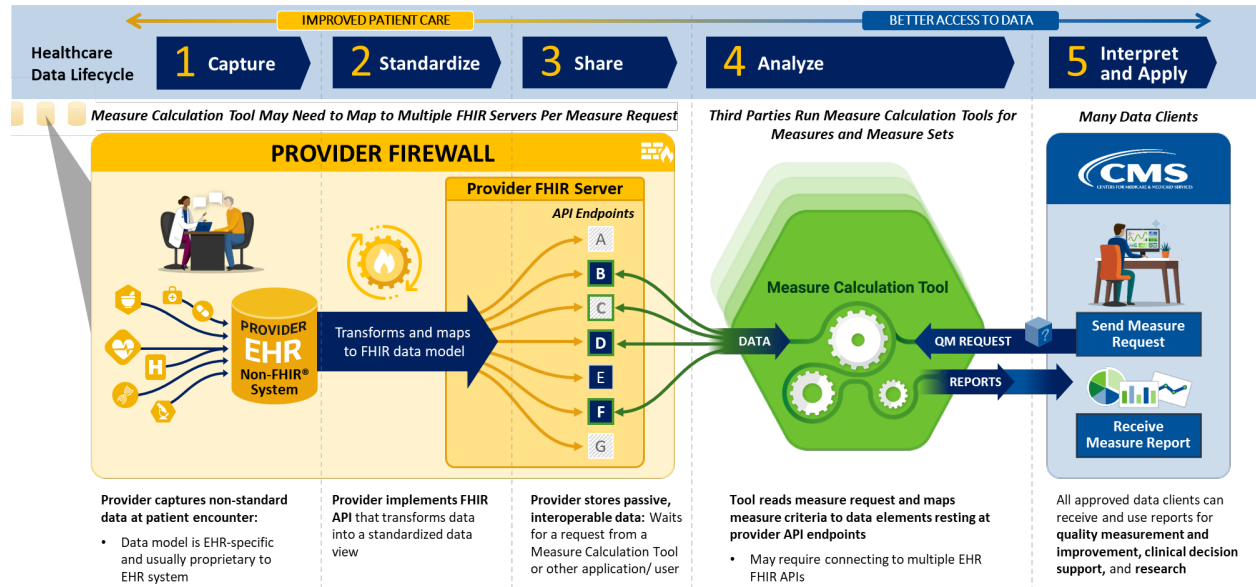 IMPROVED PATIENT CARE
BETTER ACCESS TO DATA
Healthcare
Data Lifecycle
1 Capture
2 Standardize
3 Share
4 Analyze
5 Interpret
and Apply
Measure Calculation Tool May Need to Map to Multiple FHIR Servers Per Measure Request
Third Parties Run Measure Calculation Tools for
Measures and Measure Sets
Many Data Clients
PROVIDER FIREWALL
Provider FHIR Server
API Endpoints
A
B
C
D
E
F
G
H
PROVIDER
EHR
Non-FHIR®
System
Transforms and maps
to FHIR data model
DATA
Measure Calculation Tool
QM REQUEST
REPORTS
CMS
CENTERS FOR MEDICARE & MEDICAID SERVICES
?
Send Measure
Request
Receive
Measure Report
Provider captures non-standard
data at patient encounter:
• Data model is EHR-specific
and usually proprietary to
EHR system
Provider implements FHIR
API that transforms data
into a standardized data
view
Provider stores passive,
interoperable data: Waits
for a request from a
Measure Calculation Tool
or other application/ user
Tool reads measure request and maps
measure criteria to data elements resting at
provider API endpoints
• May require connecting to multiple EHR
FHIR APIs
All approved data clients can
receive and use reports for
quality measurement and
improvement, clinical decision
support, and research